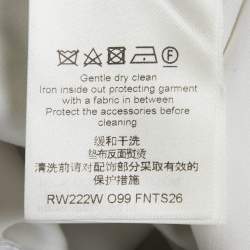 Gentle dry clean
Iron inside out protecting garment
with a fabric in between
Protect the accessories before
cleaning
缓和干洗
垫布反面熨烫
清洗前请对配饰部分采取有效的
保护措施
RW222W O99 FNTS26